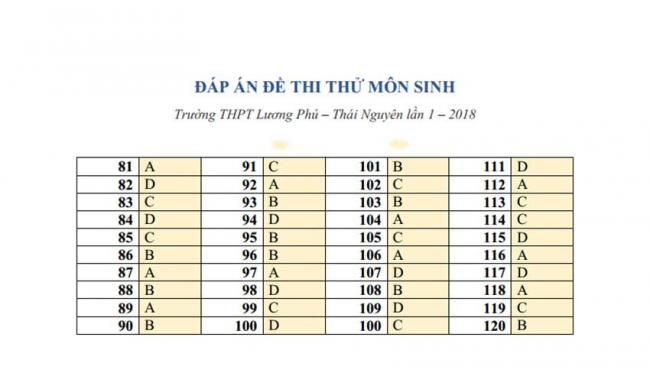 ĐÁP ÁN ĐỀ THI THỬ MÔN SINH
Trường THPT Lương Phú – Thái Nguyên lần 1 – 2018
81 A 91 C 101 B 111 D
82 D 92 A 102 C 112 A
83 C 93 B 103 B 113 C
84 D 94 D 104 A 114 C
85 C 95 B 105 C 115 D
86 B 96 B 106 A 116 A
87 A 97 A 107 D 117 D
88 B 98 D 108 B 118 A
89 A 99 C 109 D 119 C
90 B 100 D 100 C 120 B